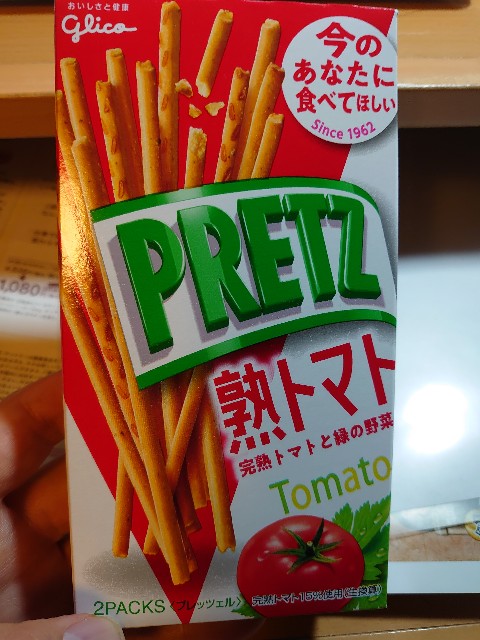 おいしさと健康
Glico
今の
あなたに
食べてほしい
Since 1962
PRETZ
熟トマト
完熟トマトと緑の野菜
Tomato
2PACKS〈プレッツェル〉
完熟トマト15%使用(生換算)
1,080